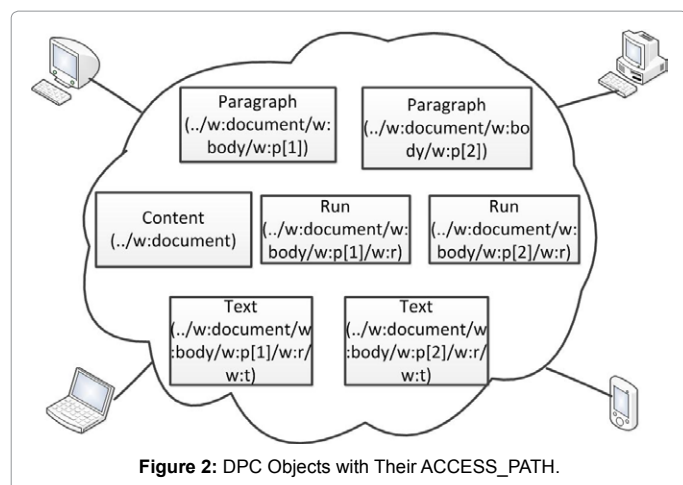 Paragraph
(../w:document/w:
body/w:p[1])
Paragraph
(../w:document/w:bo
dy/w:p[2])
Content
(../w:document)
Run
(../w:document/w:
body/w:p[1]/w:r)
Run
(../w:document/w:
body/w:p[2]/w:r)
Text
(../w:document/w
:body/w:p[1]/w:r/
w:t)
Text
(../w:document/w
:body/w:p[2]/w:r/
w:t)
Figure 2: DPC Objects with Their ACCESS_PATH.